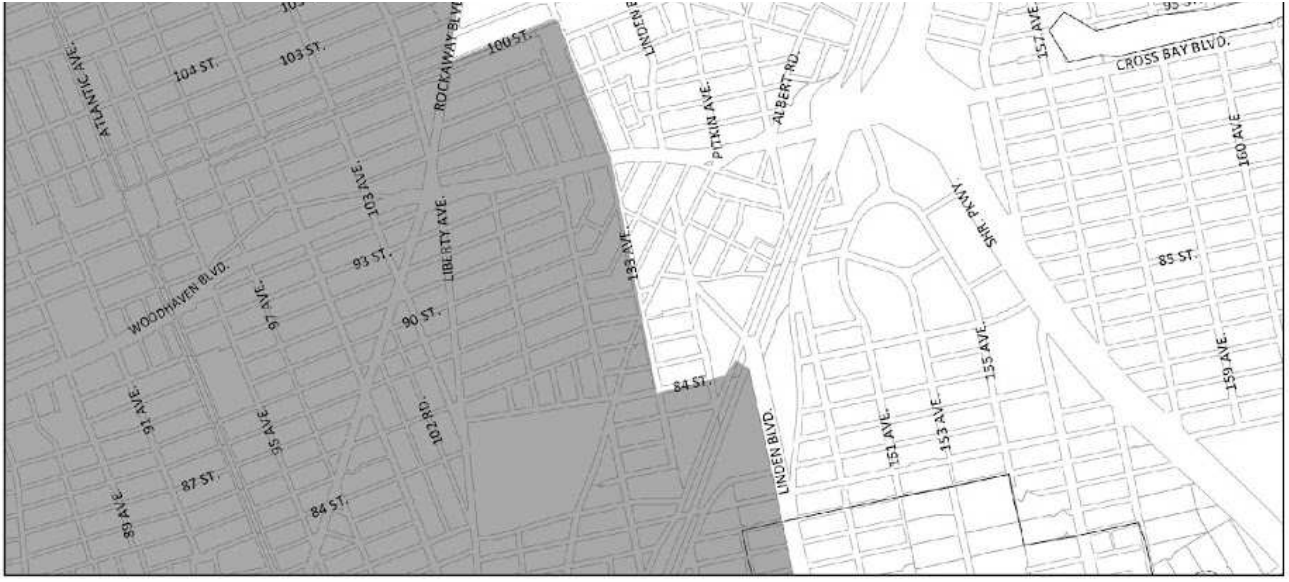 95 ST.
157 AVE.
CROSS BAY BLVD.
100 ST.
ROCKAWAY BLVD
104 ST.
103 ST.
ATLANTIC AVE.
ALBERT RD.
PITKIN AVE.
160 AVE.
103 AVE.
LIBERTY AVE.
SHR. PKWY.
133 AVE.
93 ST.
85 ST.
WOODHAVEN BLVD.
97 AVE.
90 ST.
155 AVE.
159 AVE.
84 ST.
91 AVE.
95 AVE.
102 RD.
LINDEN BLVD.
151 AVE.
153 AVE.
87 ST.
84 ST.
89 AVE